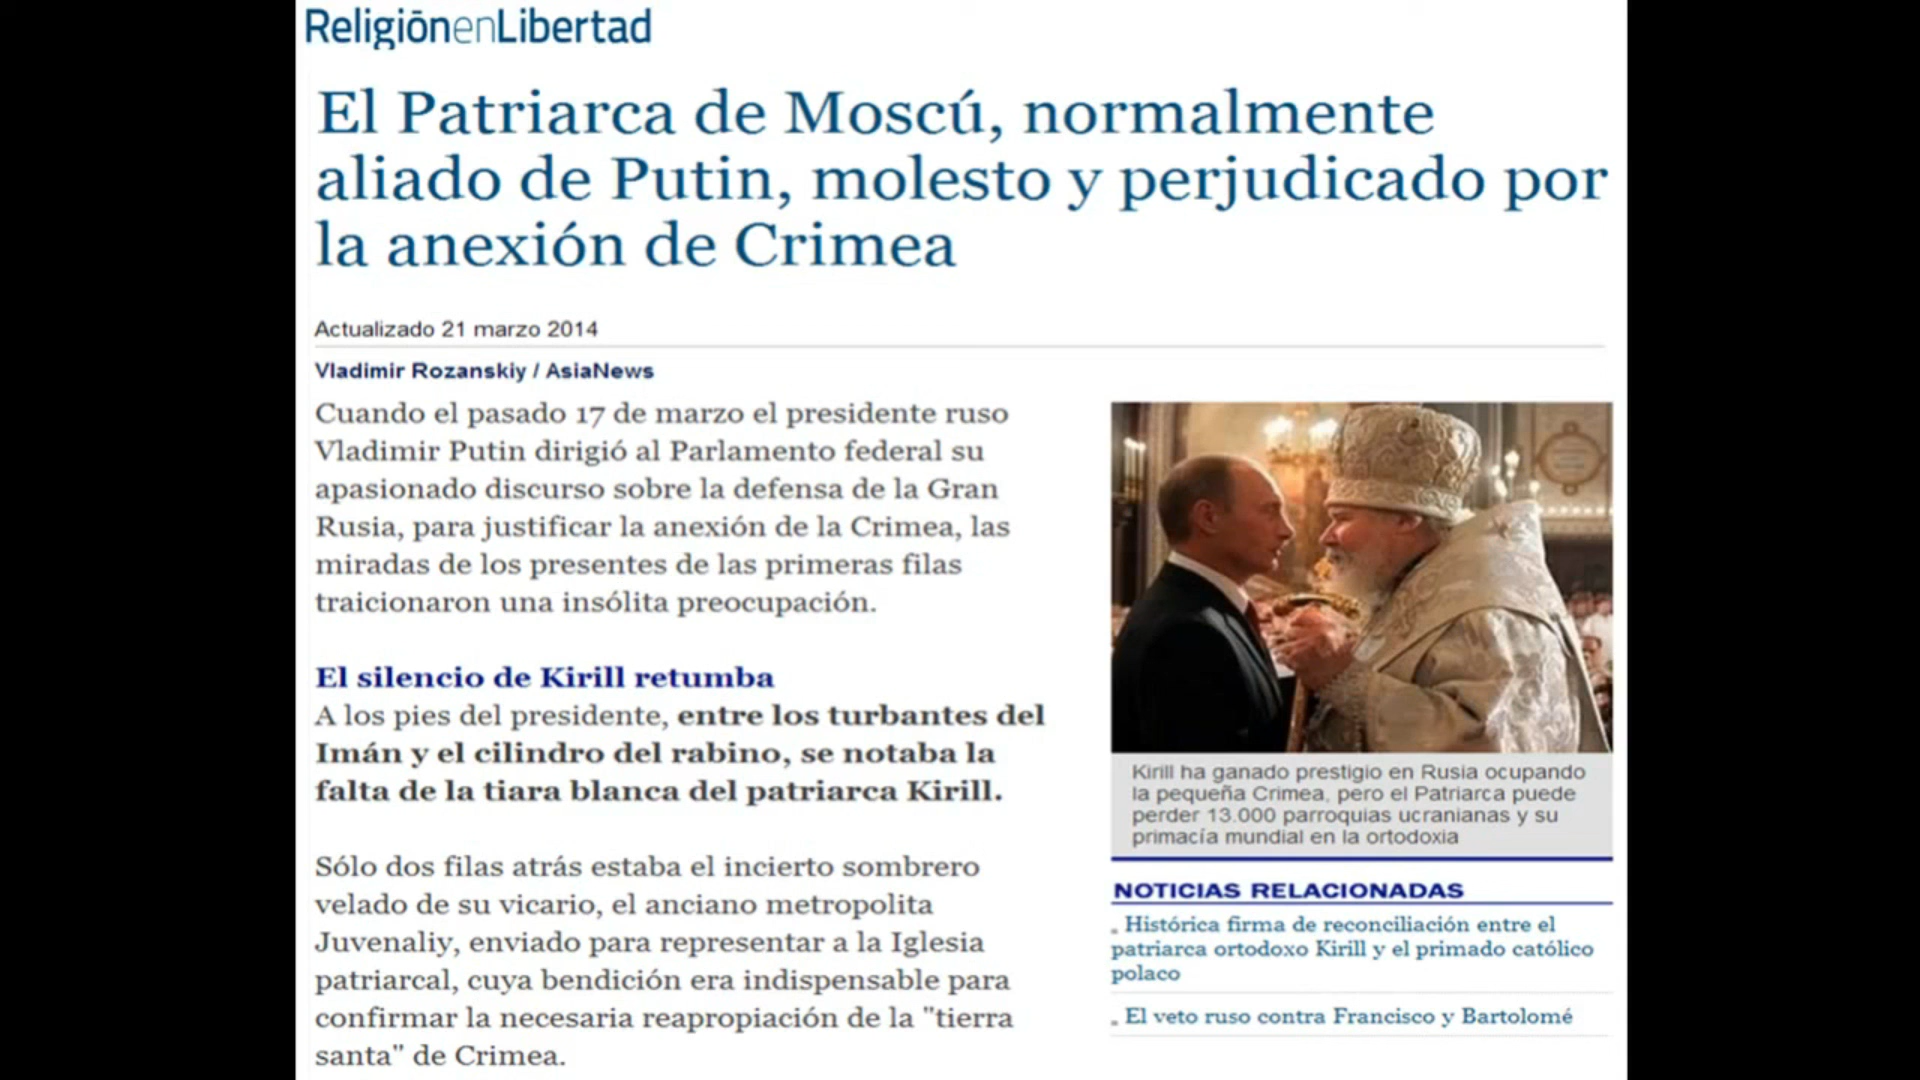 ReligiōnenLibertad
El Patriarca de Moscú, normalmente
aliado de Putin, molesto y perjudicado por
la anexión de Crimea
Actualizado 21 marzo 2014
Vladimir Rozanskiy / AsiaNews
Cuando el pasado 17 de marzo el presidente ruso
Vladimir Putin dirigió al Parlamento federal su
apasionado discurso sobre la defensa de la Gran
Rusia, para justificar la anexión de la Crimea, las
miradas de los presentes de las primeras filas
traicionaron una insólita preocupación.
El silencio de Kirill retumba
A los pies del presidente, entre los turbantes del
Imán y el cilindro del rabino, se notaba la
falta de la tiara blanca del patriarca Kirill.
Sólo dos filas atrás estaba el incierto sombrero
velado de su vicario, el anciano metropolita
Juvenaliy, enviado para representar a la Iglesia
patriarcal, cuya bendición era indispensable para
confirmar la necesaria reapropiación de la "tierra
santa" de Crimea.
Kirill ha ganado prestigio en Rusia ocupando
la pequeña Crimea, pero el Patriarca puede
perder 13.000 parroquias ucranianas y su
primacía mundial en la ortodoxia
NOTICIAS RELACIONADAS
Histórica firma de reconciliación entre el
patriarca ortodoxo Kirill y el primado católico
polaco
El veto ruso contra Francisco y Bartolomé